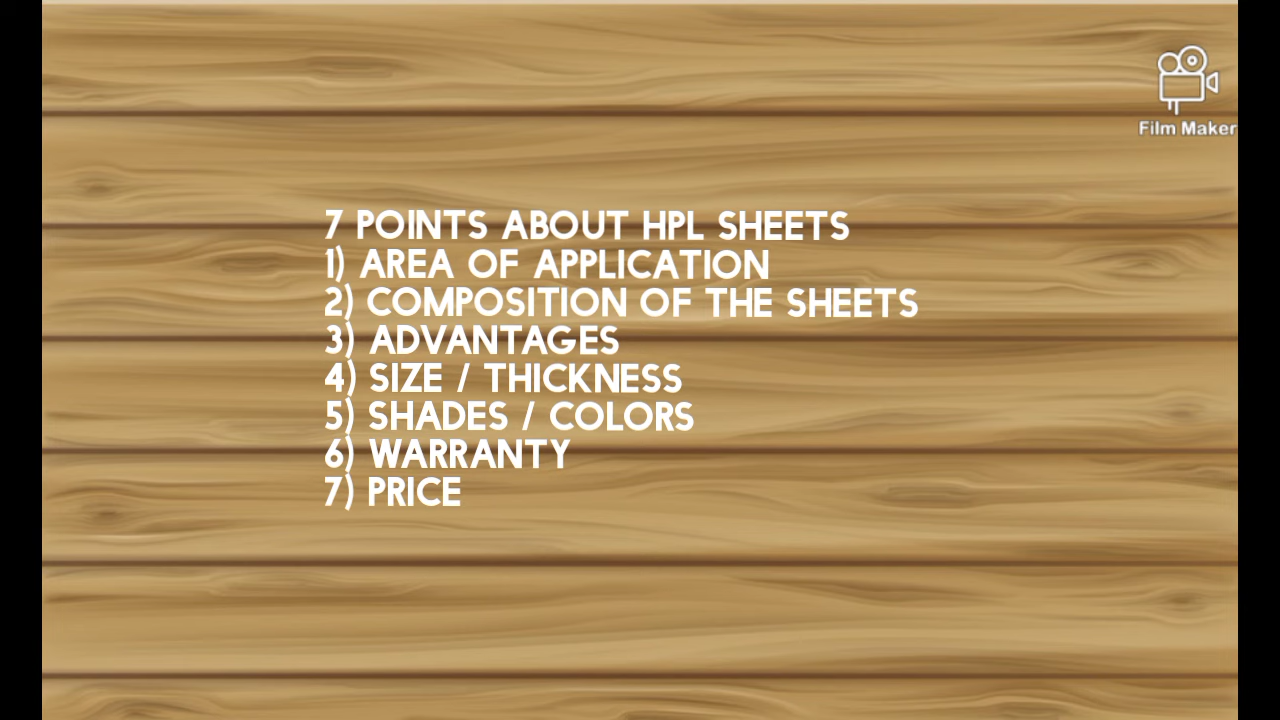 Film Maker
7 POINTS ABOUT HPL SHEETS
1) AREA OF APPLICATION
2) COMPOSITION OF THE SHEETS
3) ADVANTAGES
4) SIZE / THICKNESS
5) SHADES / COLORS
6) WARRANTY
7) PRICE